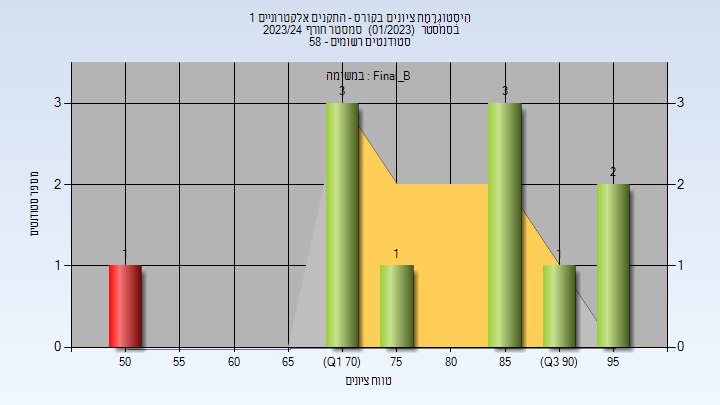 היסטוגרמת ציונים בקורס - התקנים אלקטרוניים 1
בסמסטר (01/2023) סמסטר חורף 2023/24
סטודנטים רשומים - 58
במשימה : Final_B
3 3
3 3
2
2 2
1 1 1
1 1
0 0
50 55 60 65 (Q1 70) 75 80 85 (Q3 90) 95
טווח ציונים
מספר סטודנטים